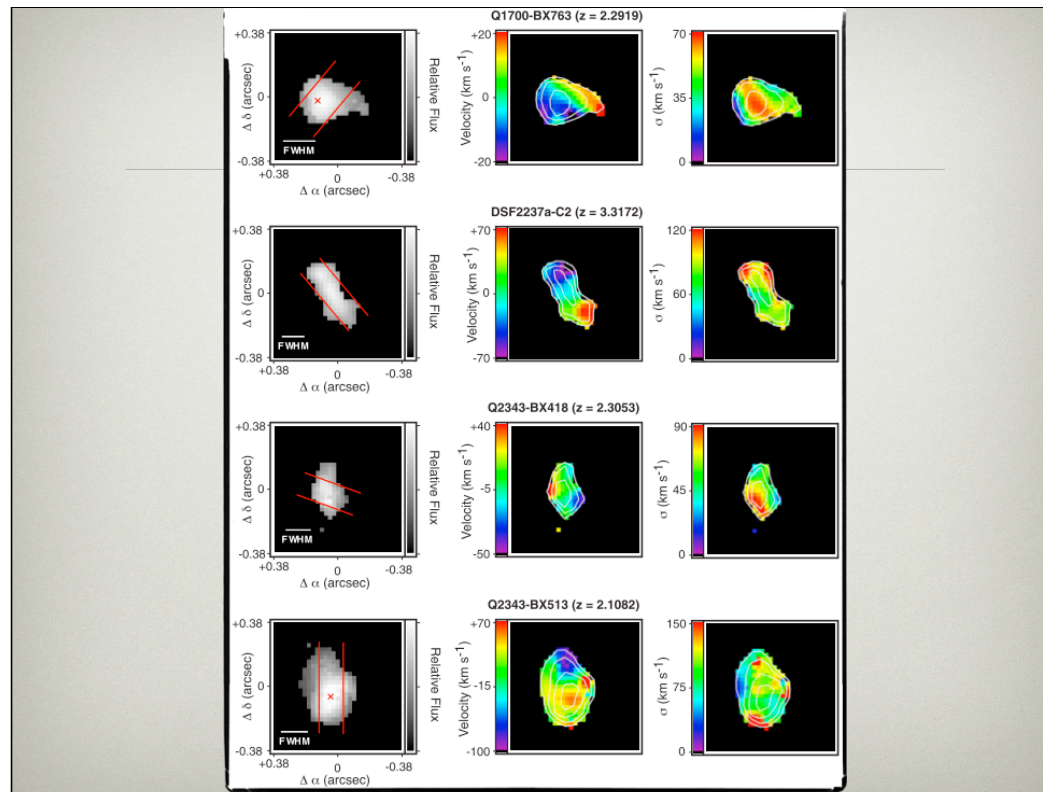 Q1700-BX763 (z = 2.2919)
+0.38
0
-0.38
Δ δ (arcsec)
FWHM
+0.38
0
-0.38
Δ α (arcsec)
Relative Flux
+20
0
-20
Velocity (km s⁻¹)
70
35
0
σ (km s⁻¹)
DSF2237a-C2 (z = 3.3172)
+0.38
0
-0.38
Δ δ (arcsec)
FWHM
+0.38
0
-0.38
Δ α (arcsec)
Relative Flux
+70
0
-70
Velocity (km s⁻¹)
120
60
0
σ (km s⁻¹)
Q2343-BX418 (z = 2.3053)
+0.38
0
-0.38
Δ δ (arcsec)
FWHM
+0.38
0
-0.38
Δ α (arcsec)
Relative Flux
+40
-5
-50
Velocity (km s⁻¹)
90
45
0
σ (km s⁻¹)
Q2343-BX513 (z = 2.1082)
+0.38
0
-0.38
Δ δ (arcsec)
FWHM
+0.38
0
-0.38
Δ α (arcsec)
Relative Flux
+70
-15
-100
Velocity (km s⁻¹)
150
75
0
σ (km s⁻¹)